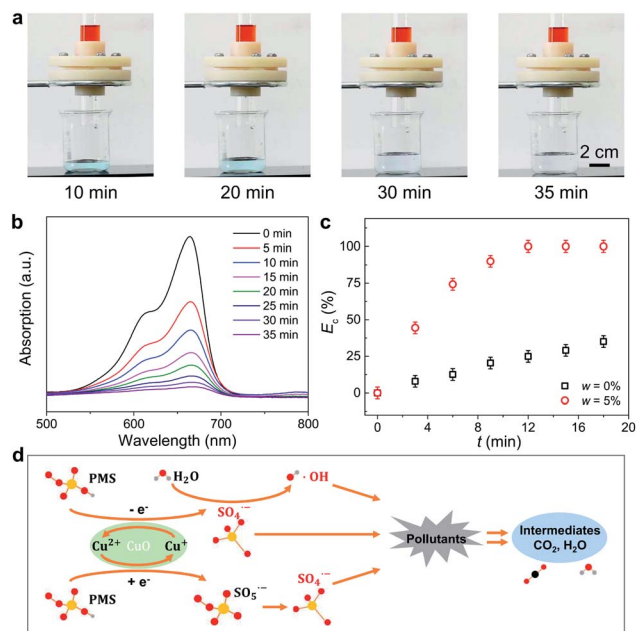 a
10 min
20 min
30 min
35 min
2 cm
b
Absorption (a.u.)
0 min
5 min
10 min
15 min
20 min
25 min
30 min
35 min
500
600
700
800
Wavelength (nm)
c
E_c (%)
100
75
50
25
0
w = 0%
w = 5%
0
4
8
12
16
20
t (min)
d
PMS
H₂O
· OH
- e⁻
SO₄·⁻
Cu²⁺ CuO Cu⁺
Pollutants
Intermediates
CO₂, H₂O
+ e⁻
PMS
SO₅·⁻
SO₄·⁻